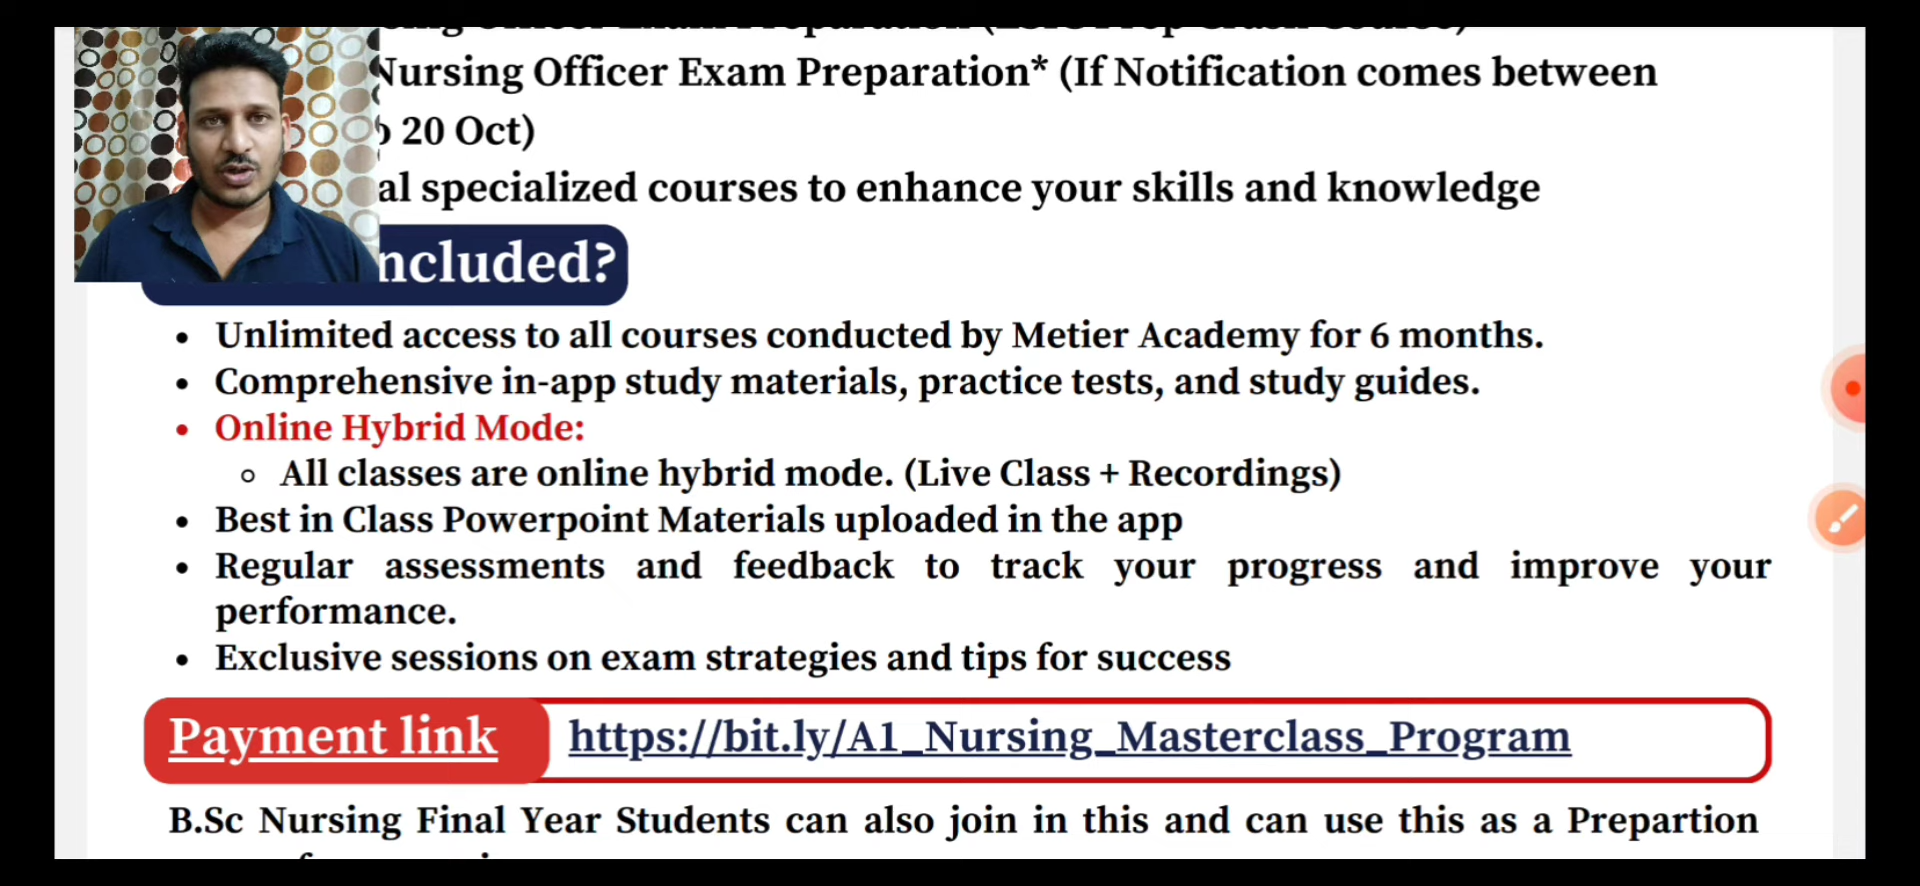 Nursing Officer Exam Preparation* (If Notification comes between
20 Oct)
specialized courses to enhance your skills and knowledge
ncluded?
• Unlimited access to all courses conducted by Metier Academy for 6 months.
• Comprehensive in-app study materials, practice tests, and study guides.
• Online Hybrid Mode:
◦ All classes are online hybrid mode. (Live Class + Recordings)
• Best in Class Powerpoint Materials uploaded in the app
• Regular assessments and feedback to track your progress and improve your
performance.
• Exclusive sessions on exam strategies and tips for success
Payment link https://bit.ly/A1_Nursing_Masterclass_Program
B.Sc Nursing Final Year Students can also join in this and can use this as a Prepartion